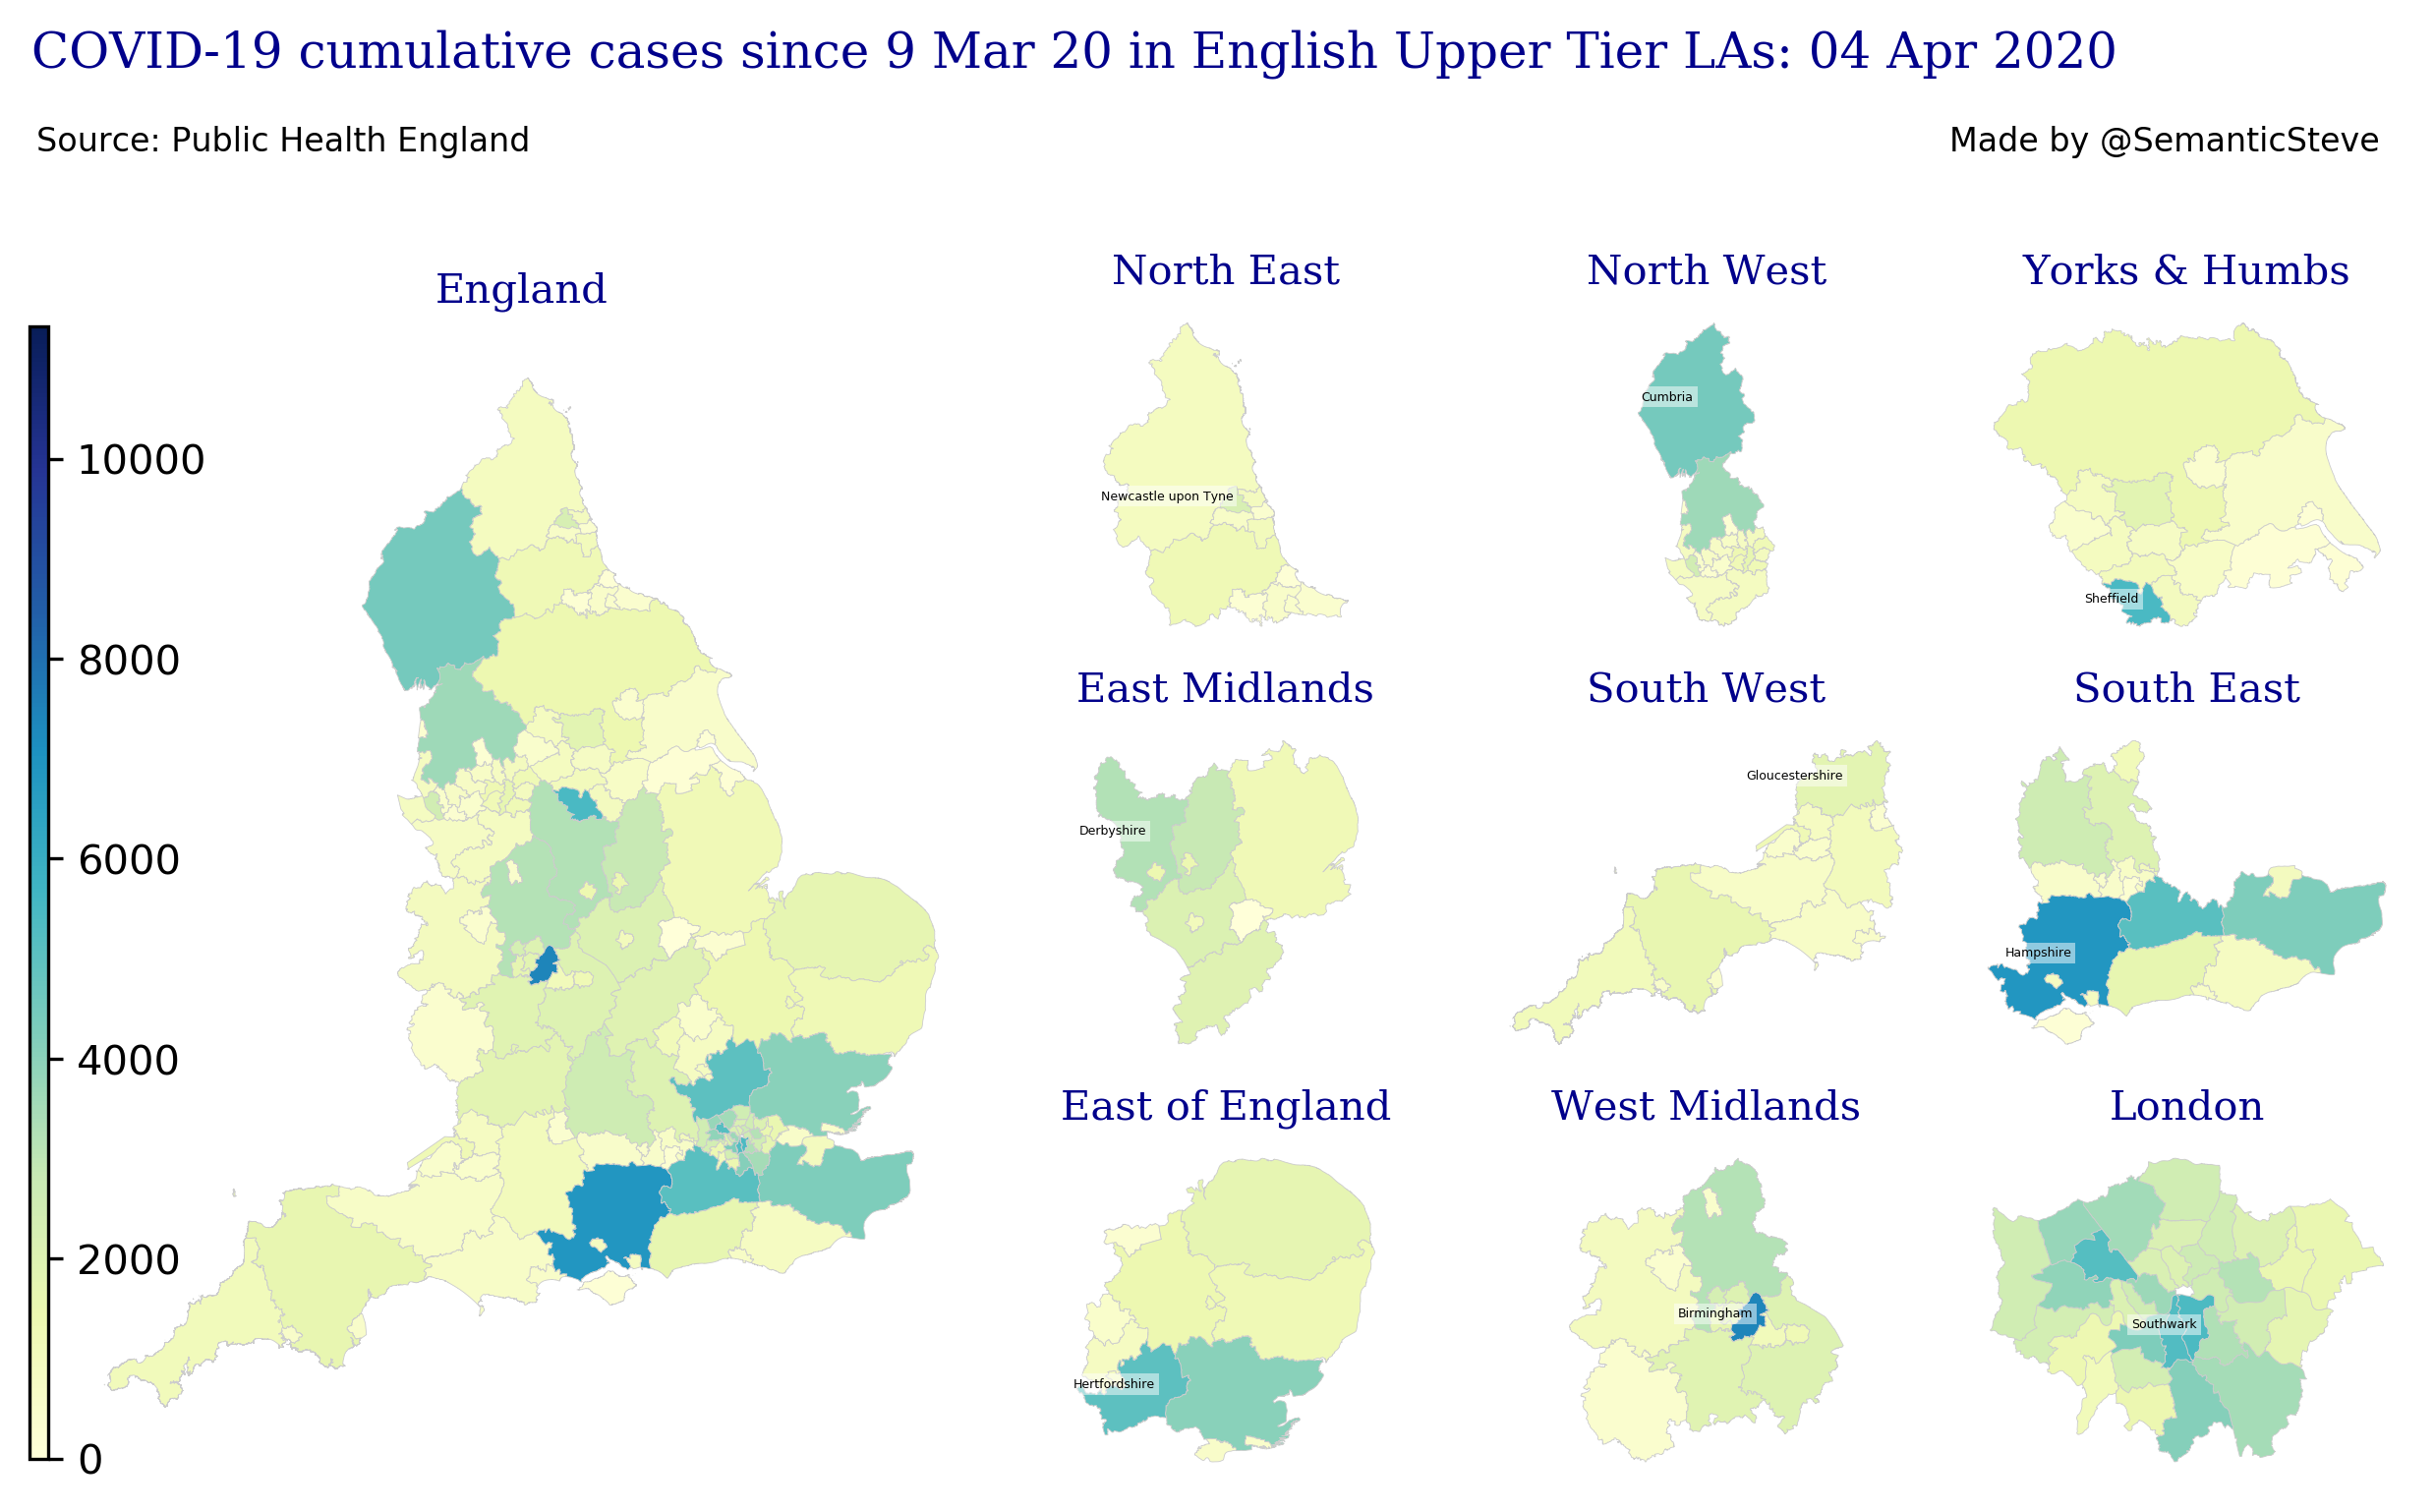 COVID-19 cumulative cases since 9 Mar 20 in English Upper Tier LAs: 04 Apr 2020
Source: Public Health England
Made by @SemanticSteve
England
10000
8000
6000
4000
2000
0
North East
Newcastle upon Tyne
North West
Cumbria
Yorks & Humbs
Sheffield
East Midlands
Derbyshire
South West
Gloucestershire
South East
Hampshire
East of England
Hertfordshire
West Midlands
Birmingham
London
Southwark